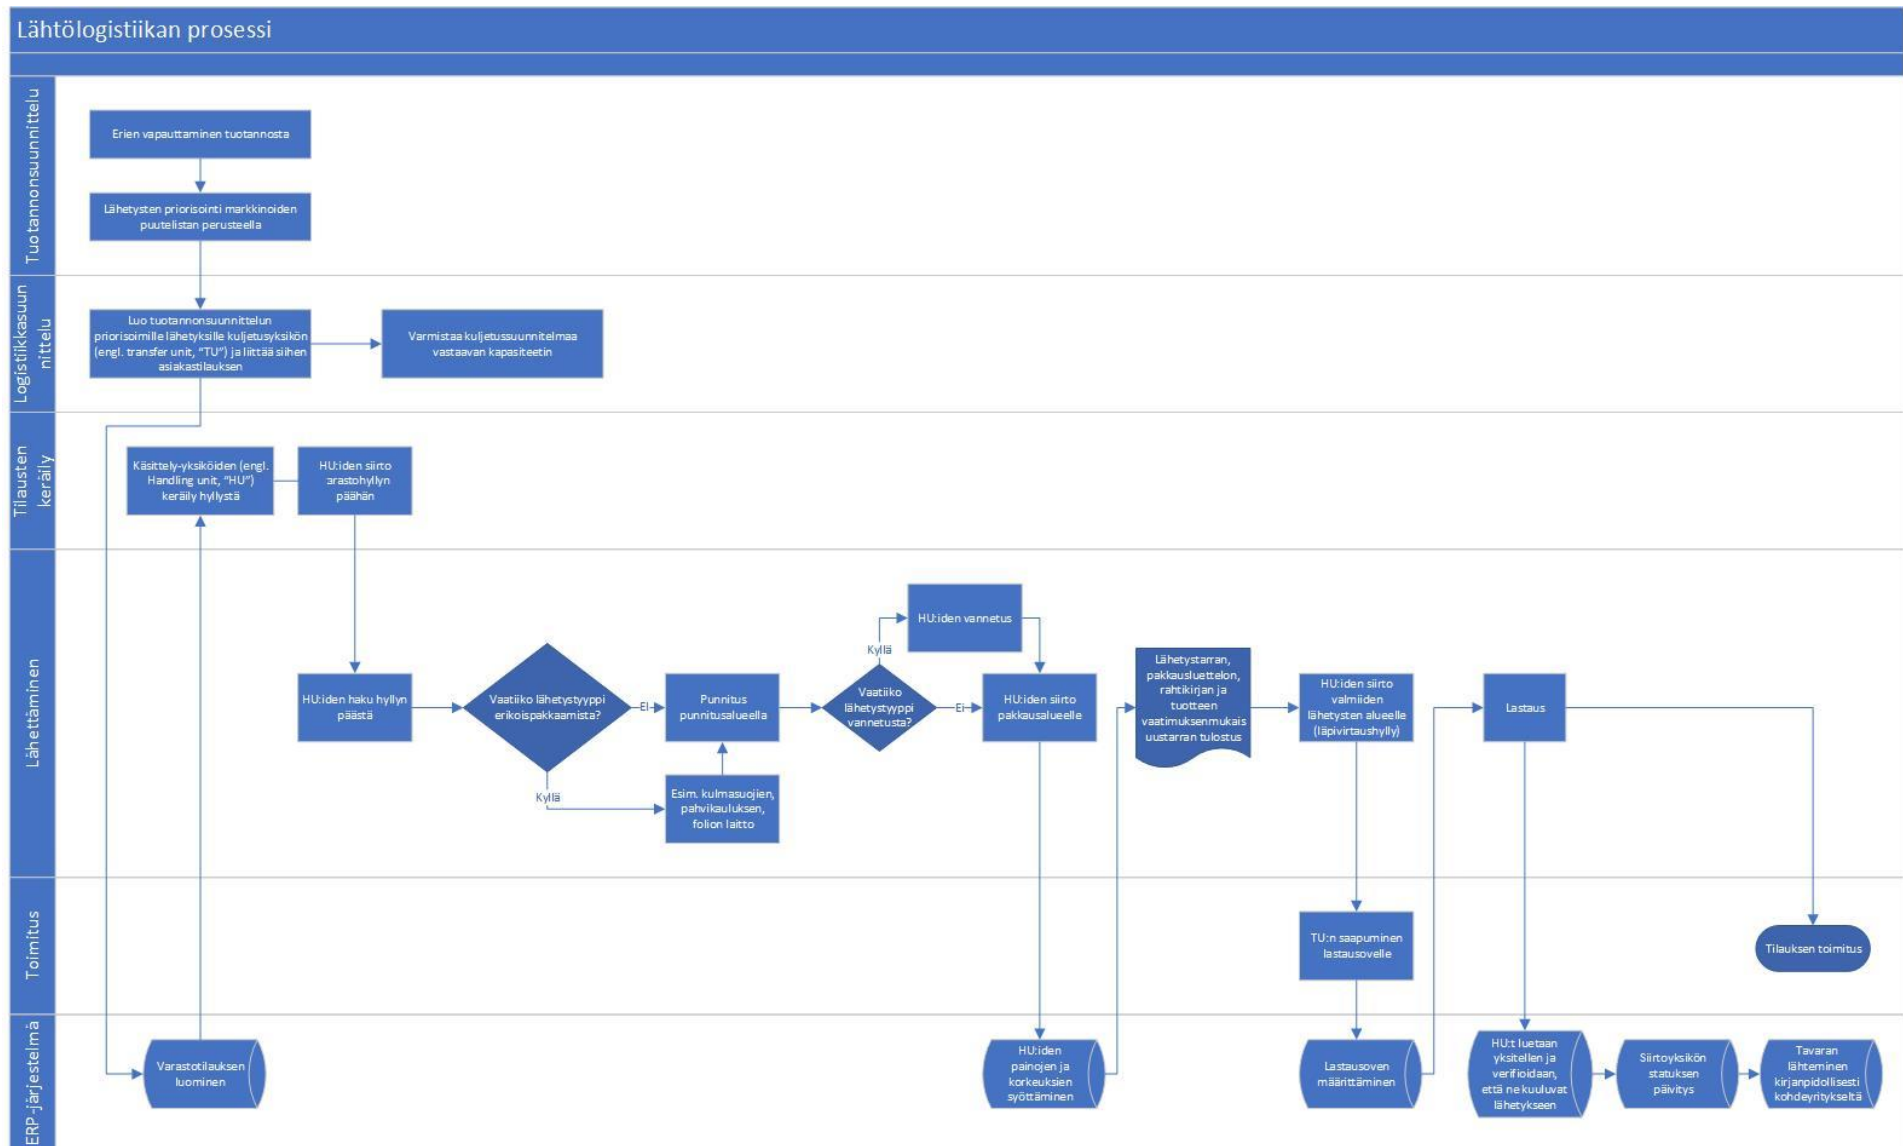 Lähtölogistiikan prosessi
Tuotannonsuunnittelu
Erien vapauttaminen tuotannosta
Lähetysten priorisointi markkinoiden
puutelistan perusteella
Logistiikkasuun
nittelu
Luo tuotannonsuunnittelun
priorisoimille lähetyksille kuljetusyksikön
(engl. transfer unit, "TU") ja liittää siihen
asiakastilauksen
Varmistaa kuljetussuunnitelmaa
vastaavan kapasiteetin
Tilausten
keräily
Käsittely-yksiköiden (engl.
Handling unit, "HU")
keräily hyllystä
HU:iden siirto
arastohyllyn
päähän
Lähettäminen
HU:iden haku hyllyn
päästä
Vaatiiko lähetystyyppi
erikoispakkaamista?
EI
Kyllä
Punnitus
punnitusalueella
Esim. kulmasuojien,
pahvikauluksen,
folion laitto
Vaatiiko
lähetystyyppi
vannetusta?
Kyllä
Ei
HU:iden vannetus
HU:iden siirto
pakkausalueelle
Lähetystarran,
pakkausluettelon,
rahtikirjan ja
tuotteen
vaatimuksenmukais
uustarran tulostus
HU:iden siirto
valmiiden
lähetysten alueelle
(läpivirtaushylly)
Lastaus
Toimitus
TU:n saapuminen
lastausovelle
Tilauksen toimitus
ERP-järjestelmä
Varastotilauksen
luominen
HU:iden
painojen ja
korkeuksien
syöttäminen
Lastausoven
määrittäminen
HU:t luetaan
yksitellen ja
verifioidaan,
että ne kuuluvat
lähetykseen
Siirtoyksikön
statuksen
päivitys
Tavaran
lähteminen
kirjanpidollisesti
kohdeyritykseltä